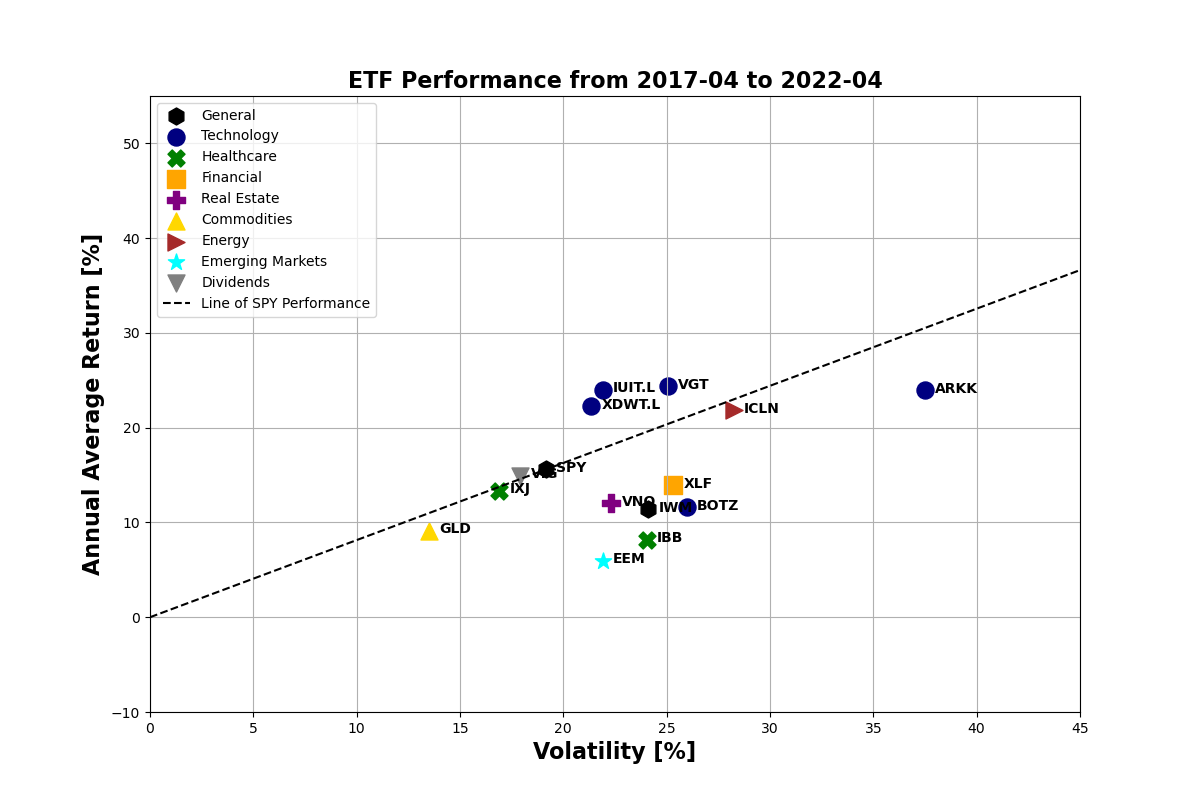 ETF Performance from 2017-04 to 2022-04
General
Technology
Healthcare
Financial
Real Estate
Commodities
Energy
Emerging Markets
Dividends
Line of SPY Performance
Annual Average Return [%]
50
40
30
20
10
0
−10
IUIT.L
VGT
ARKK
XDWT.L
ICLN
SPY
VIG
IXJ
XLF
VNQ
IWM
BOTZ
GLD
IBB
EEM
0 5 10 15 20 25 30 35 40 45
Volatility [%]